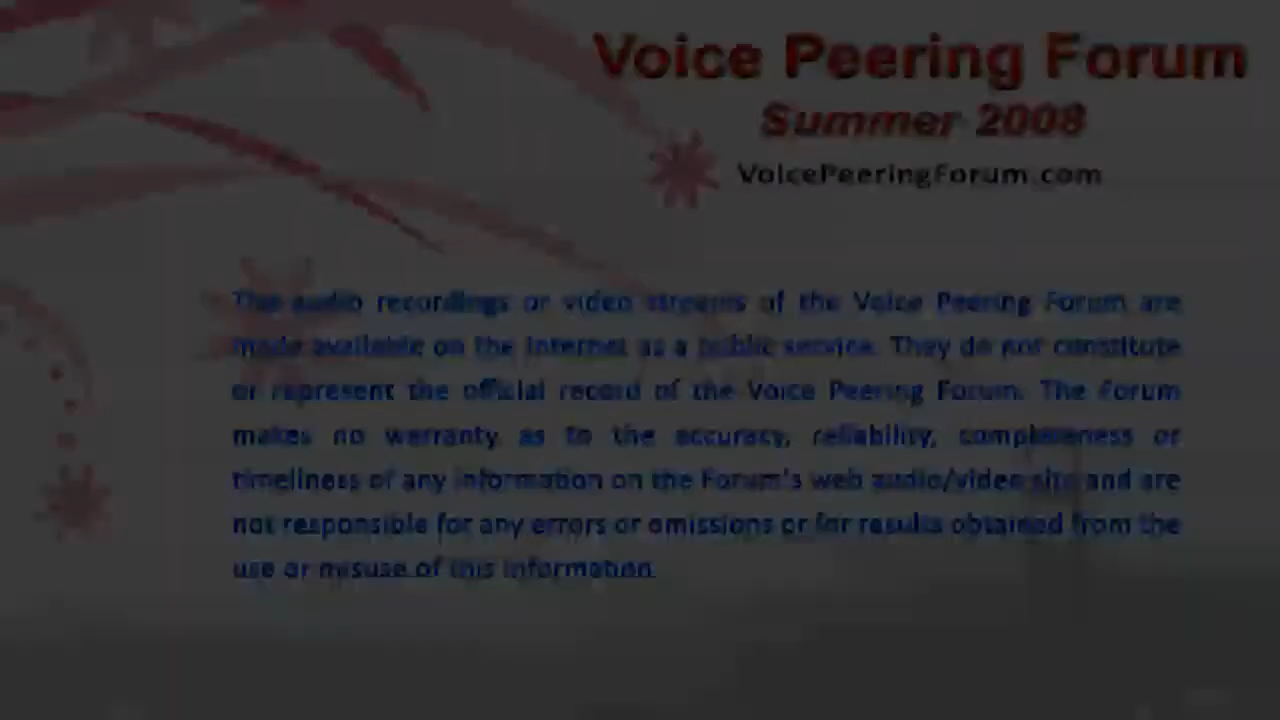 Voice Peering Forum
Summer 2008
VoicePeeringForum.com
The audio recordings or video streams of the Voice Peering Forum are
made available on the Internet as a public service. They do not constitute
or represent the official record of the Voice Peering Forum. The Forum
makes no warranty as to the accuracy, reliability, completeness or
timeliness of any information on the Forum's web audio/video site and are
not responsible for any errors or omissions or for results obtained from the
use or misuse of this information.